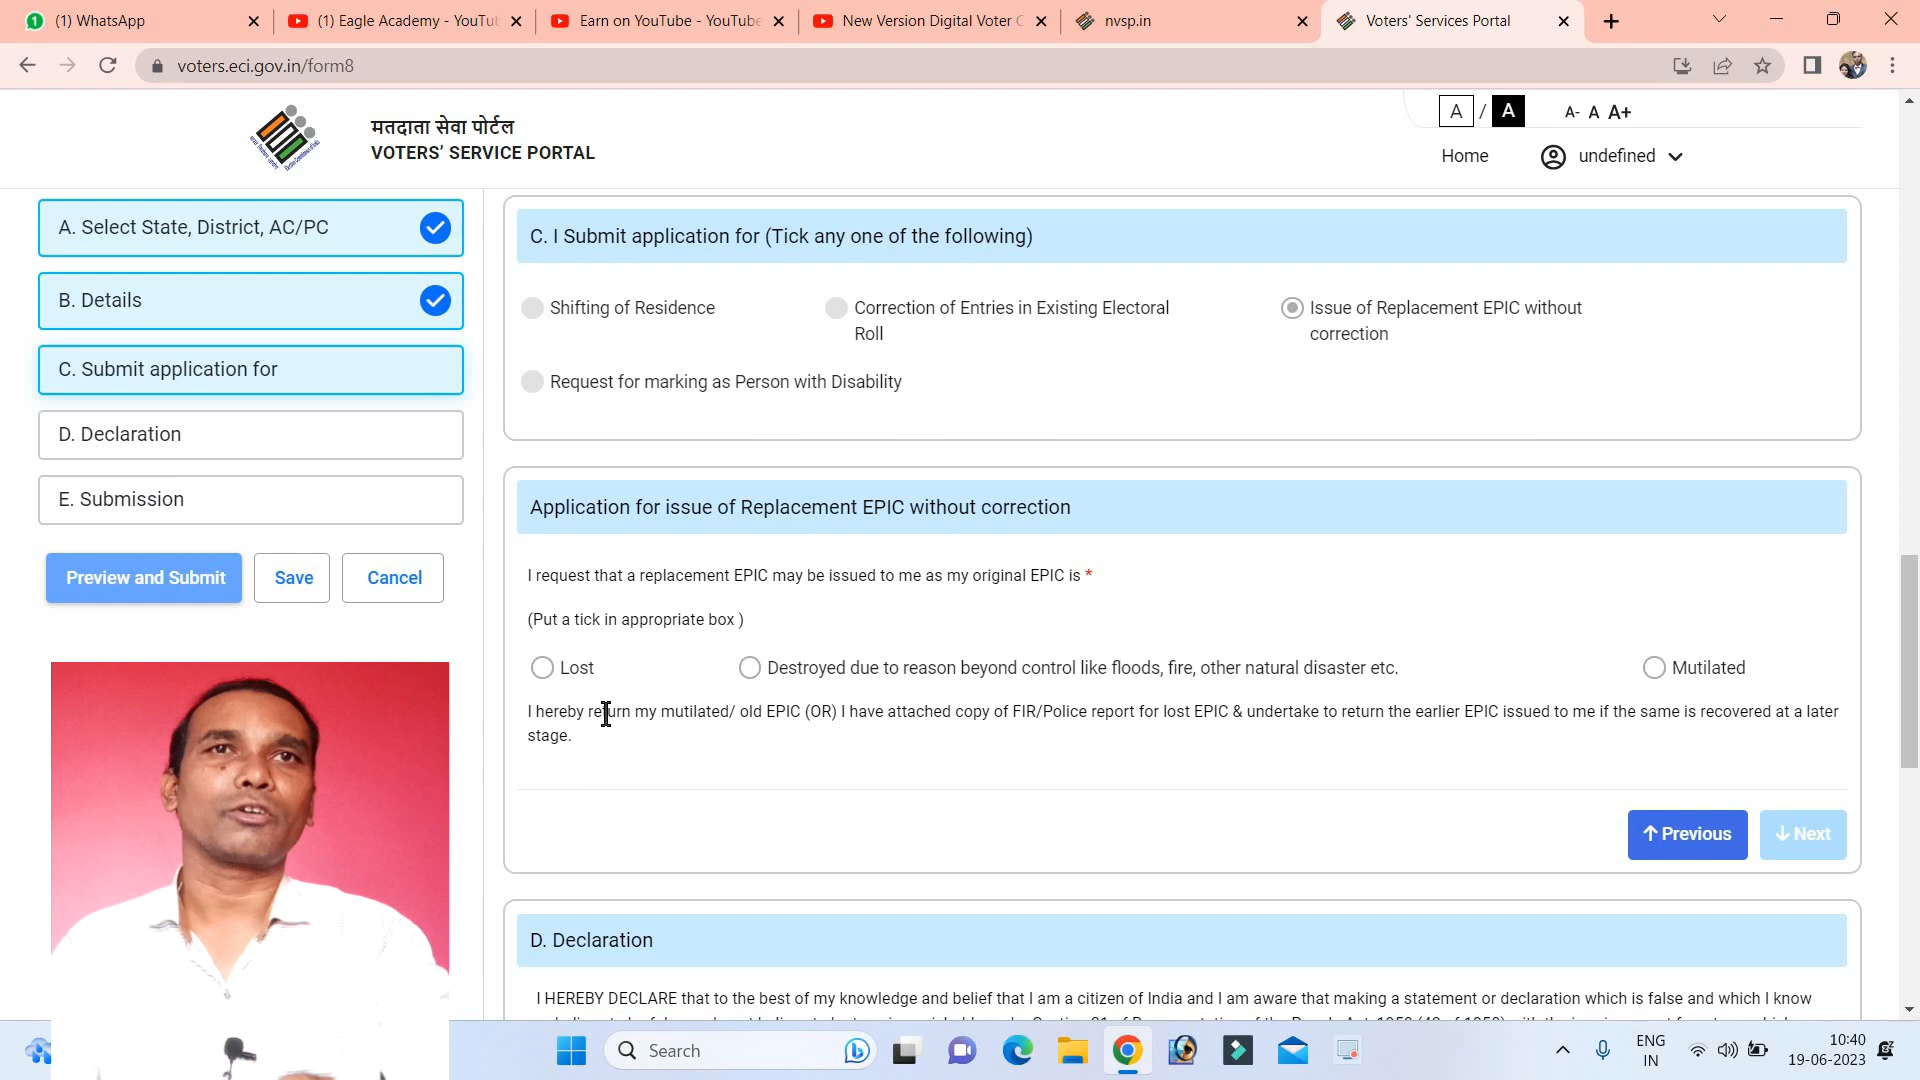 (1) WhatsApp
(1) Eagle Academy - YouTu
Earn on YouTube - YouTube
New Version Digital Voter C
nvsp.in
Voters' Services Portal
voters.eci.gov.in/form8
A / A
A- A A+
मतदाता सेवा पोर्टल
VOTERS' SERVICE PORTAL
Home
undefined
A. Select State, District, AC/PC
B. Details
C. Submit application for
D. Declaration
E. Submission
Preview and Submit
Save
Cancel
C. I Submit application for (Tick any one of the following)
Shifting of Residence
Correction of Entries in Existing Electoral
Roll
Issue of Replacement EPIC without
correction
Request for marking as Person with Disability
Application for issue of Replacement EPIC without correction
I request that a replacement EPIC may be issued to me as my original EPIC is *
(Put a tick in appropriate box )
Lost
Destroyed due to reason beyond control like floods, fire, other natural disaster etc.
Mutilated
I hereby return my mutilated/ old EPIC (OR) I have attached copy of FIR/Police report for lost EPIC & undertake to return the earlier EPIC issued to me if the same is recovered at a later
stage.
Previous
Next
D. Declaration
I HEREBY DECLARE that to the best of my knowledge and belief that I am a citizen of India and I am aware that making a statement or declaration which is false and which I know
Search
ENG
IN
10:40
19-06-2023